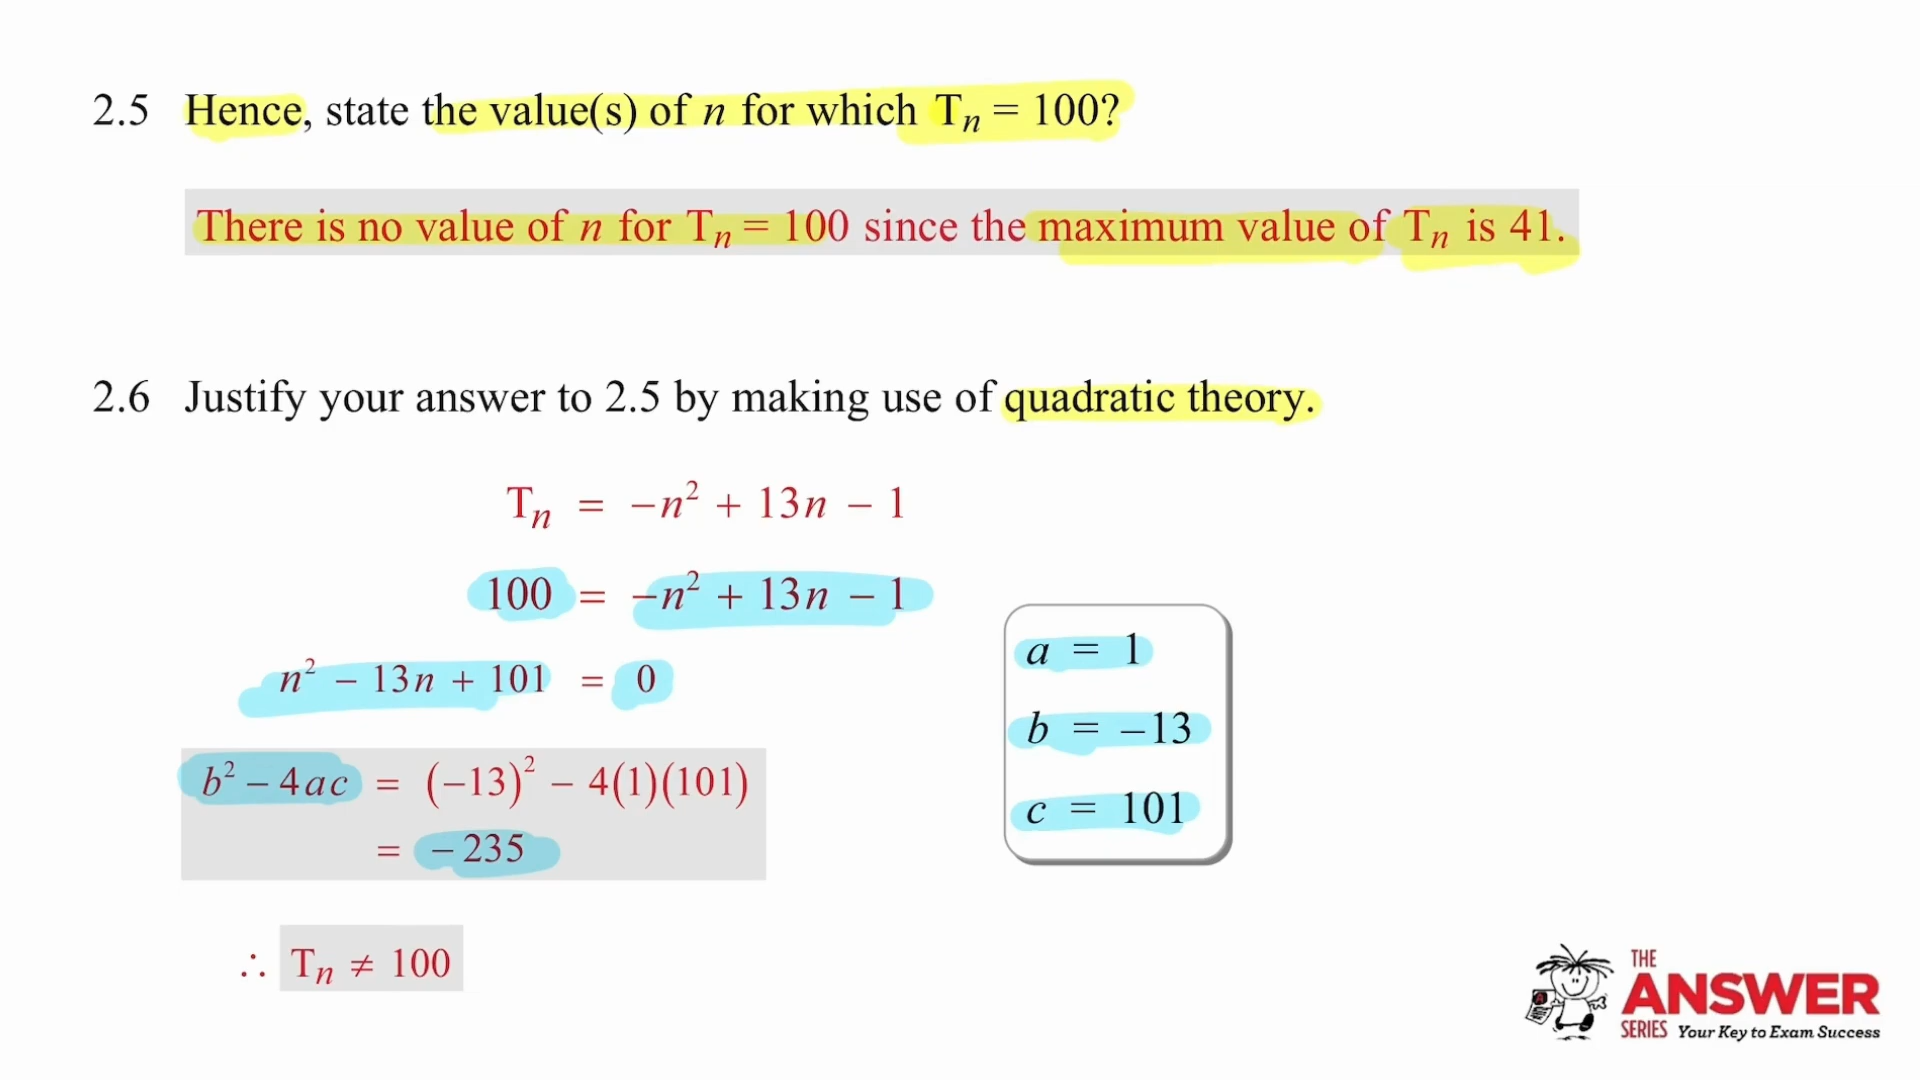 2.5 Hence, state the value(s) of n for which Tₙ = 100?
There is no value of n for Tₙ = 100 since the maximum value of Tₙ is 41.
2.6 Justify your answer to 2.5 by making use of quadratic theory.
Tₙ = −n² + 13n − 1
100 = −n² + 13n − 1
n² − 13n + 101 = 0
b² − 4ac = (−13)² − 4(1)(101)
= −235
∴ Tₙ ≠ 100
a = 1
b = −13
c = 101
THE
ANSWER
SERIES Your Key to Exam Success